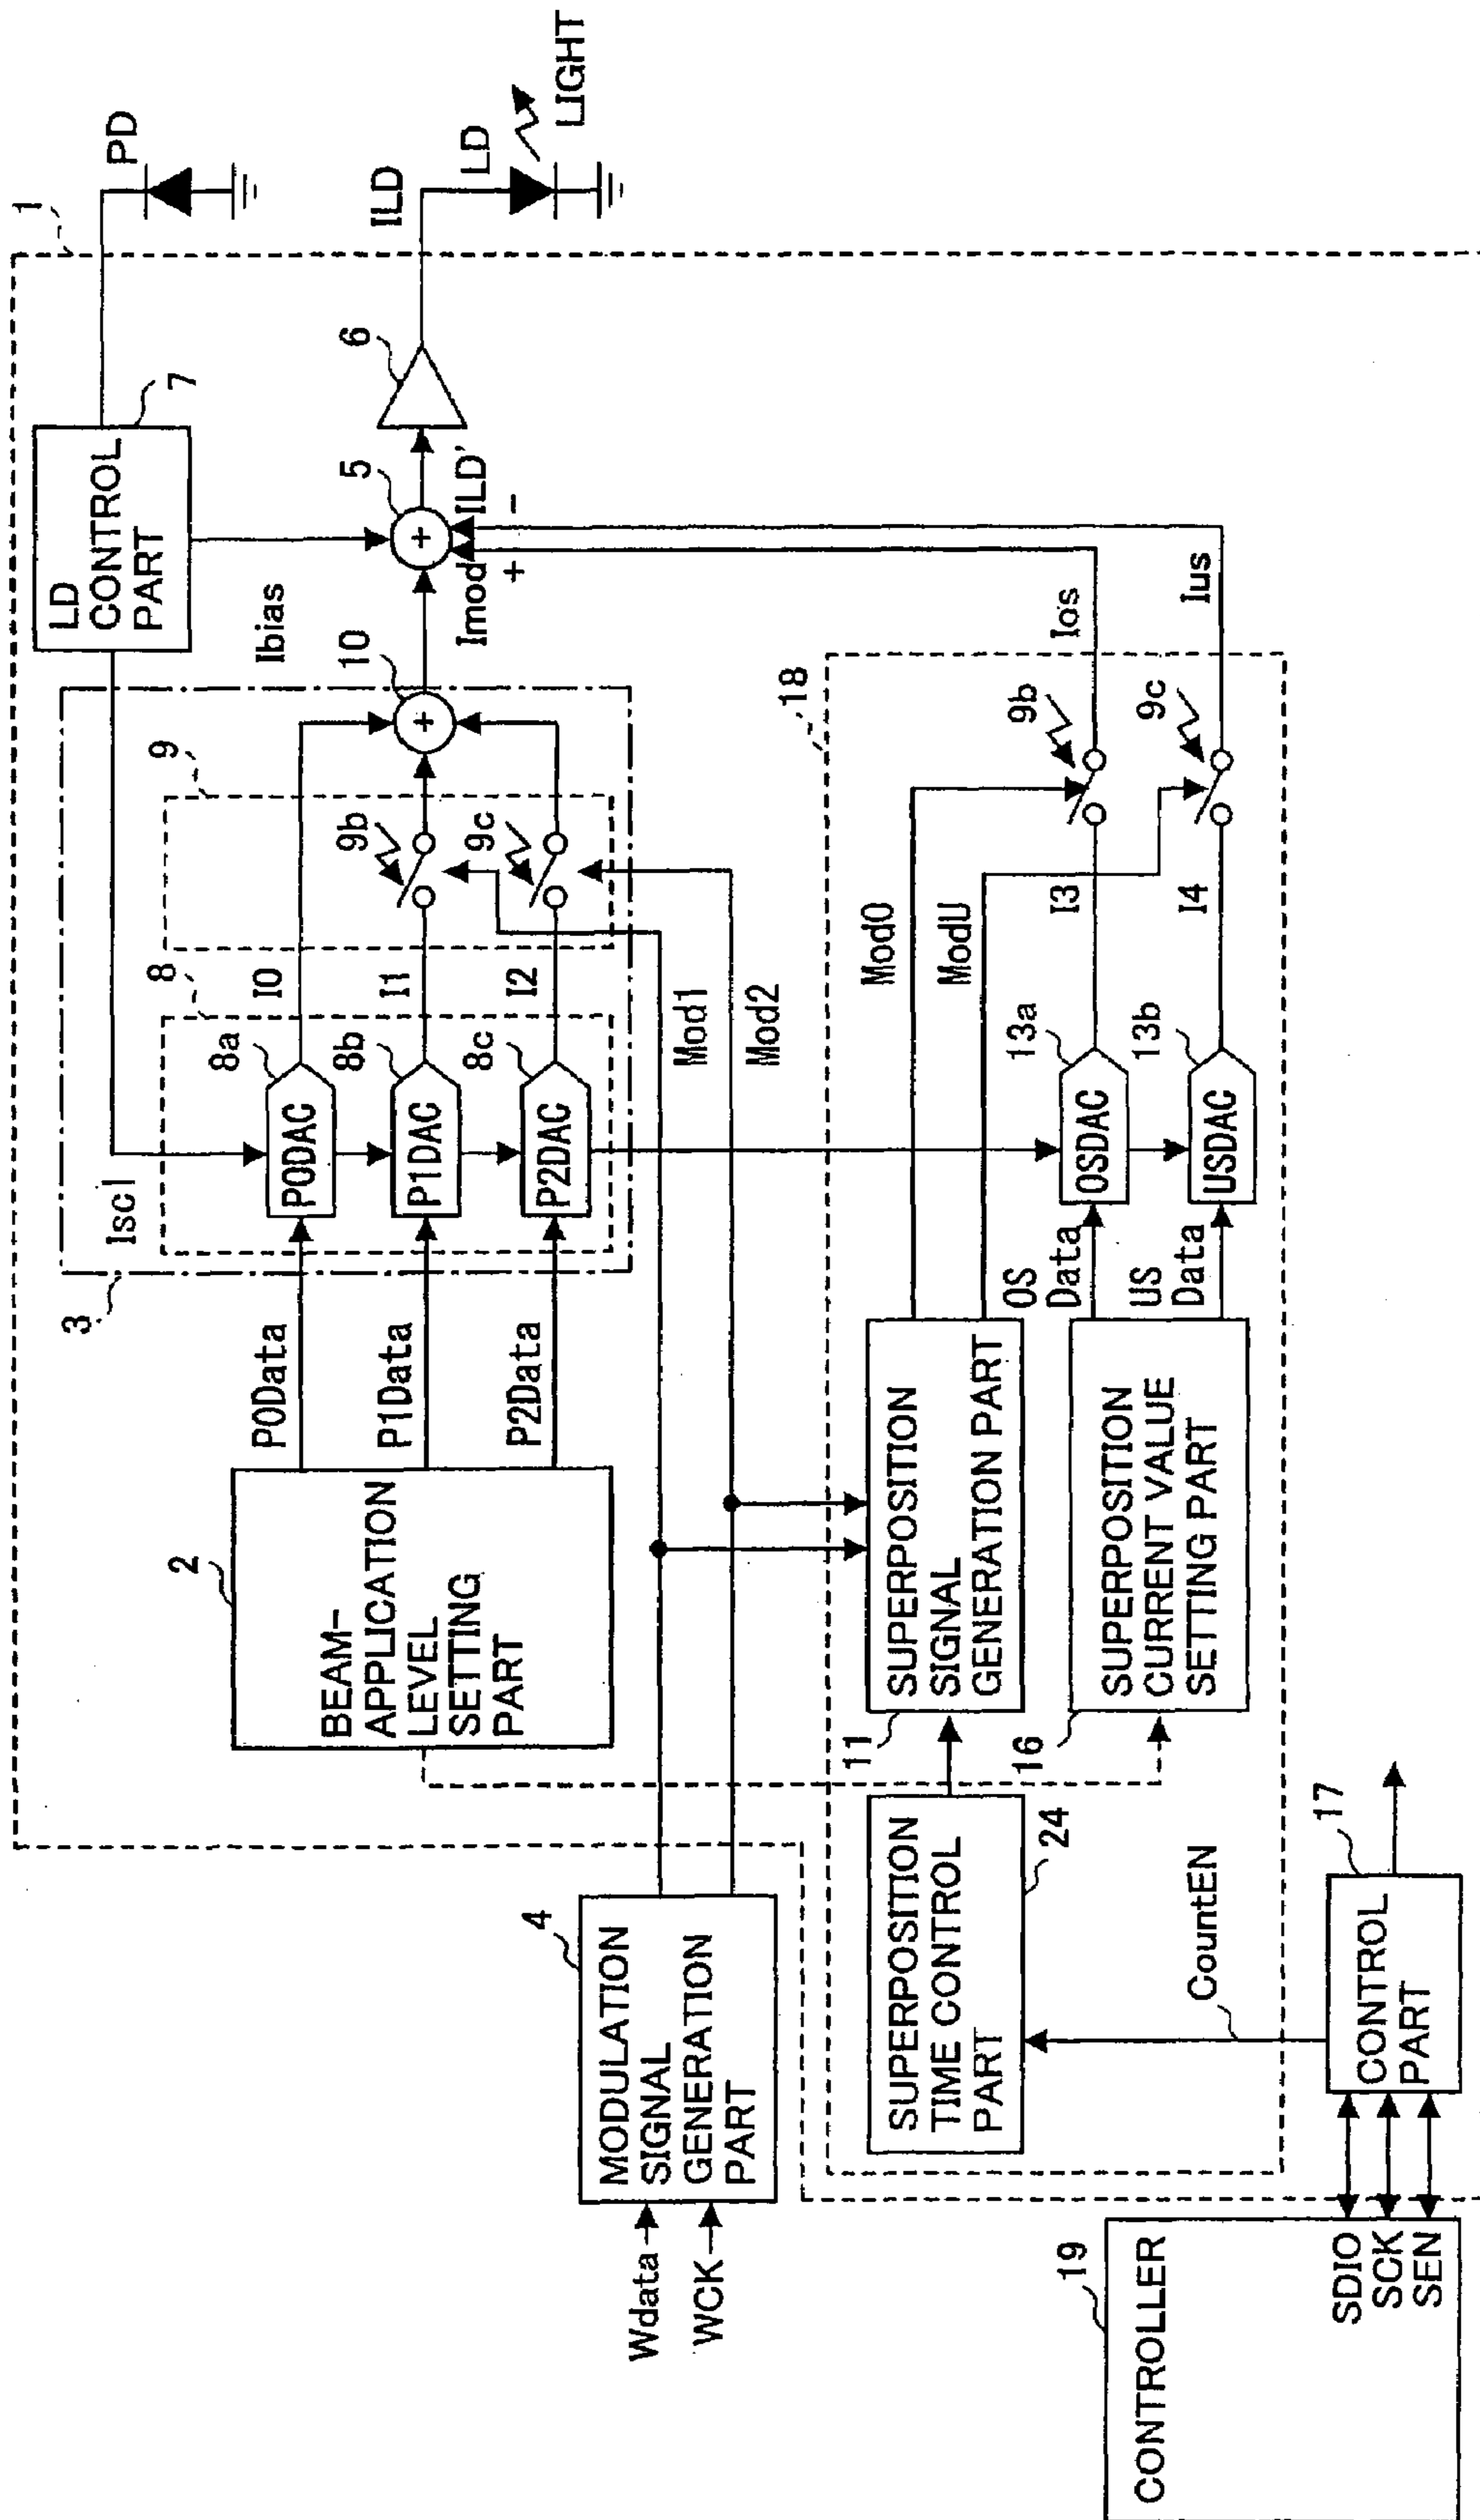 1
PD
LD
CONTROL
PART
7
ILD
LD
LIGHT
6
5
ILD'
-
+
+
Imod
Ibias
10
+
Iscl
3
9
9b
9c
8
I0
I1
I2
8a
8b
8c
P0DAC
P1DAC
P2DAC
P0Data
P1Data
P2Data
2
BEAM-
APPLICATION
LEVEL
SETTING
PART
Mod1
Mod2
4
MODULATION
SIGNAL
GENERATION
PART
Wdata
WCK
18
Ios
Ius
9b
9c
ModO
ModU
I3
I4
13a
13b
OSDAC
USDAC
OS
Data
US
Data
SUPERPOSITION
SIGNAL
GENERATION PART
11
SUPERPOSITION
CURRENT VALUE
SETTING PART
16
SUPERPOSITION
TIME CONTROL
PART
24
CountEN
17
CONTROL
PART
19
CONTROLLER
SDIO
SCK
SEN